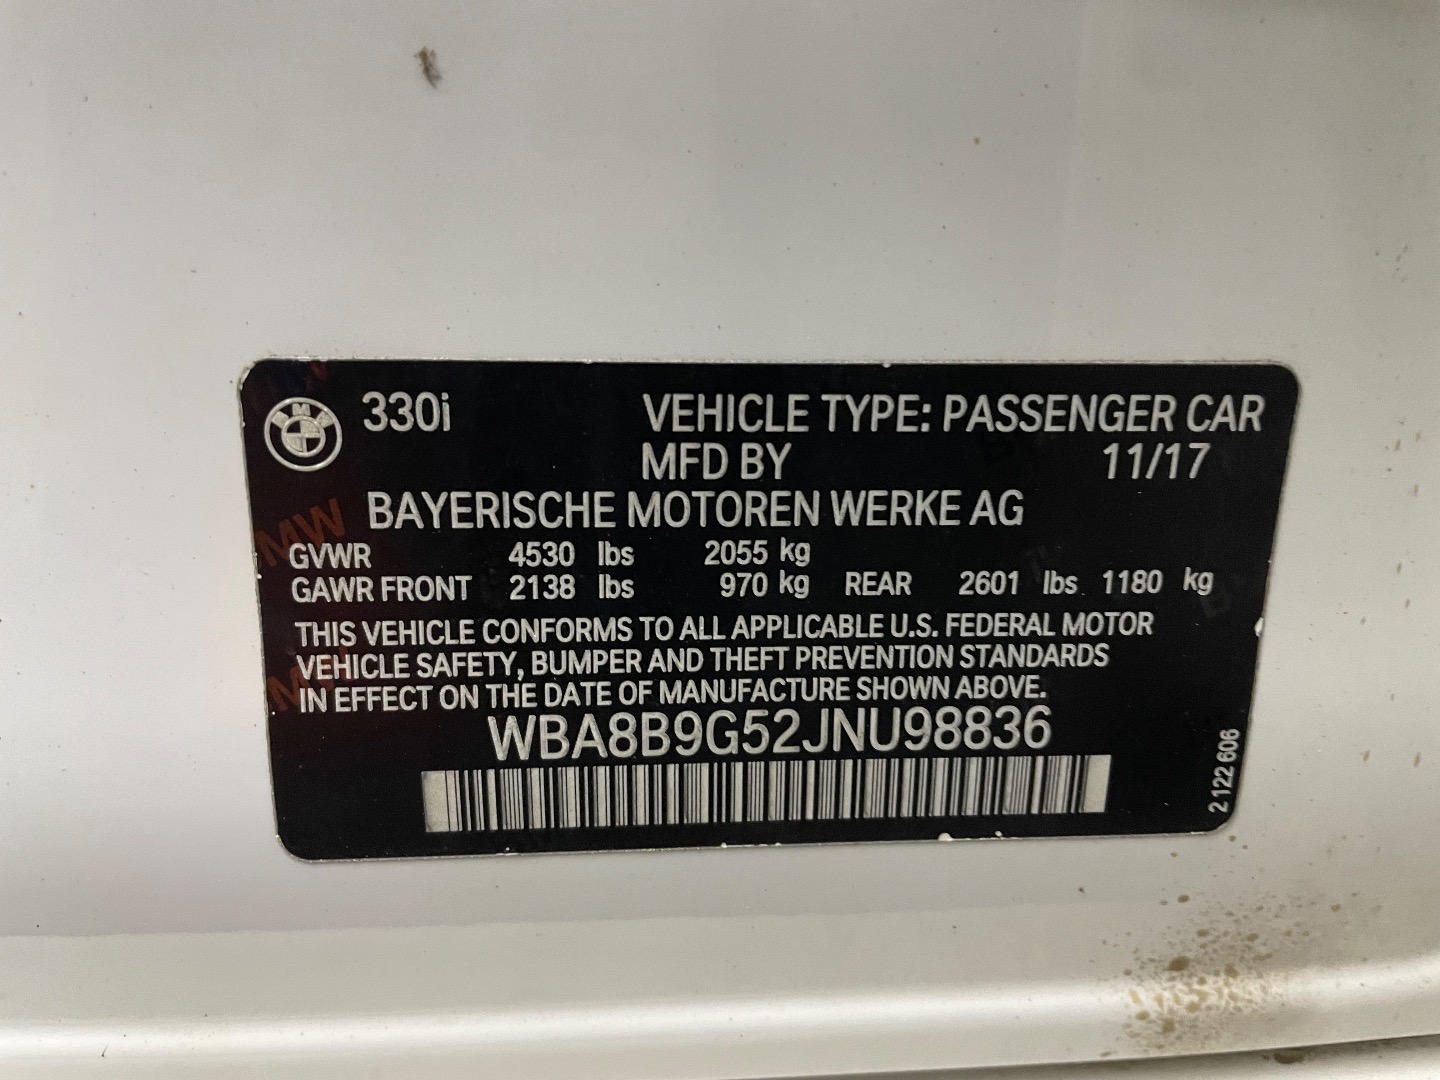 BMW 330i VEHICLE TYPE: PASSENGER CAR
MFD BY 11/17
BAYERISCHE MOTOREN WERKE AG
GVWR 4530 lbs 2055 kg
GAWR FRONT 2138 lbs 970 kg REAR 2601 lbs 1180 kg
THIS VEHICLE CONFORMS TO ALL APPLICABLE U.S. FEDERAL MOTOR
VEHICLE SAFETY, BUMPER AND THEFT PREVENTION STANDARDS
IN EFFECT ON THE DATE OF MANUFACTURE SHOWN ABOVE.
WBA8B9G52JNU98836
2 122 606